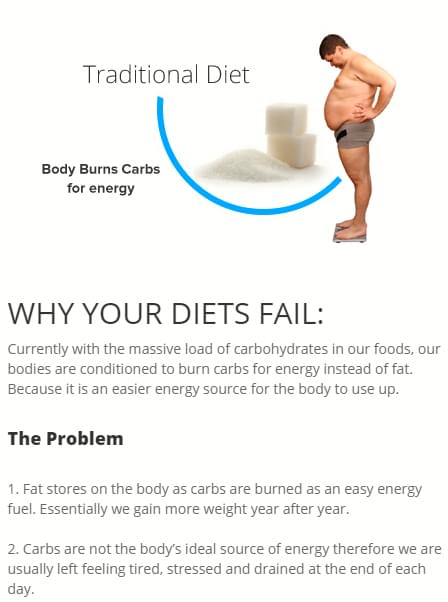 Traditional Diet
Body Burns Carbs
for energy
WHY YOUR DIETS FAIL:
Currently with the massive load of carbohydrates in our foods, our
bodies are conditioned to burn carbs for energy instead of fat.
Because it is an easier energy source for the body to use up.
The Problem
1. Fat stores on the body as carbs are burned as an easy energy
fuel. Essentially we gain more weight year after year.
2. Carbs are not the body’s ideal source of energy therefore we are
usually left feeling tired, stressed and drained at the end of each
day.